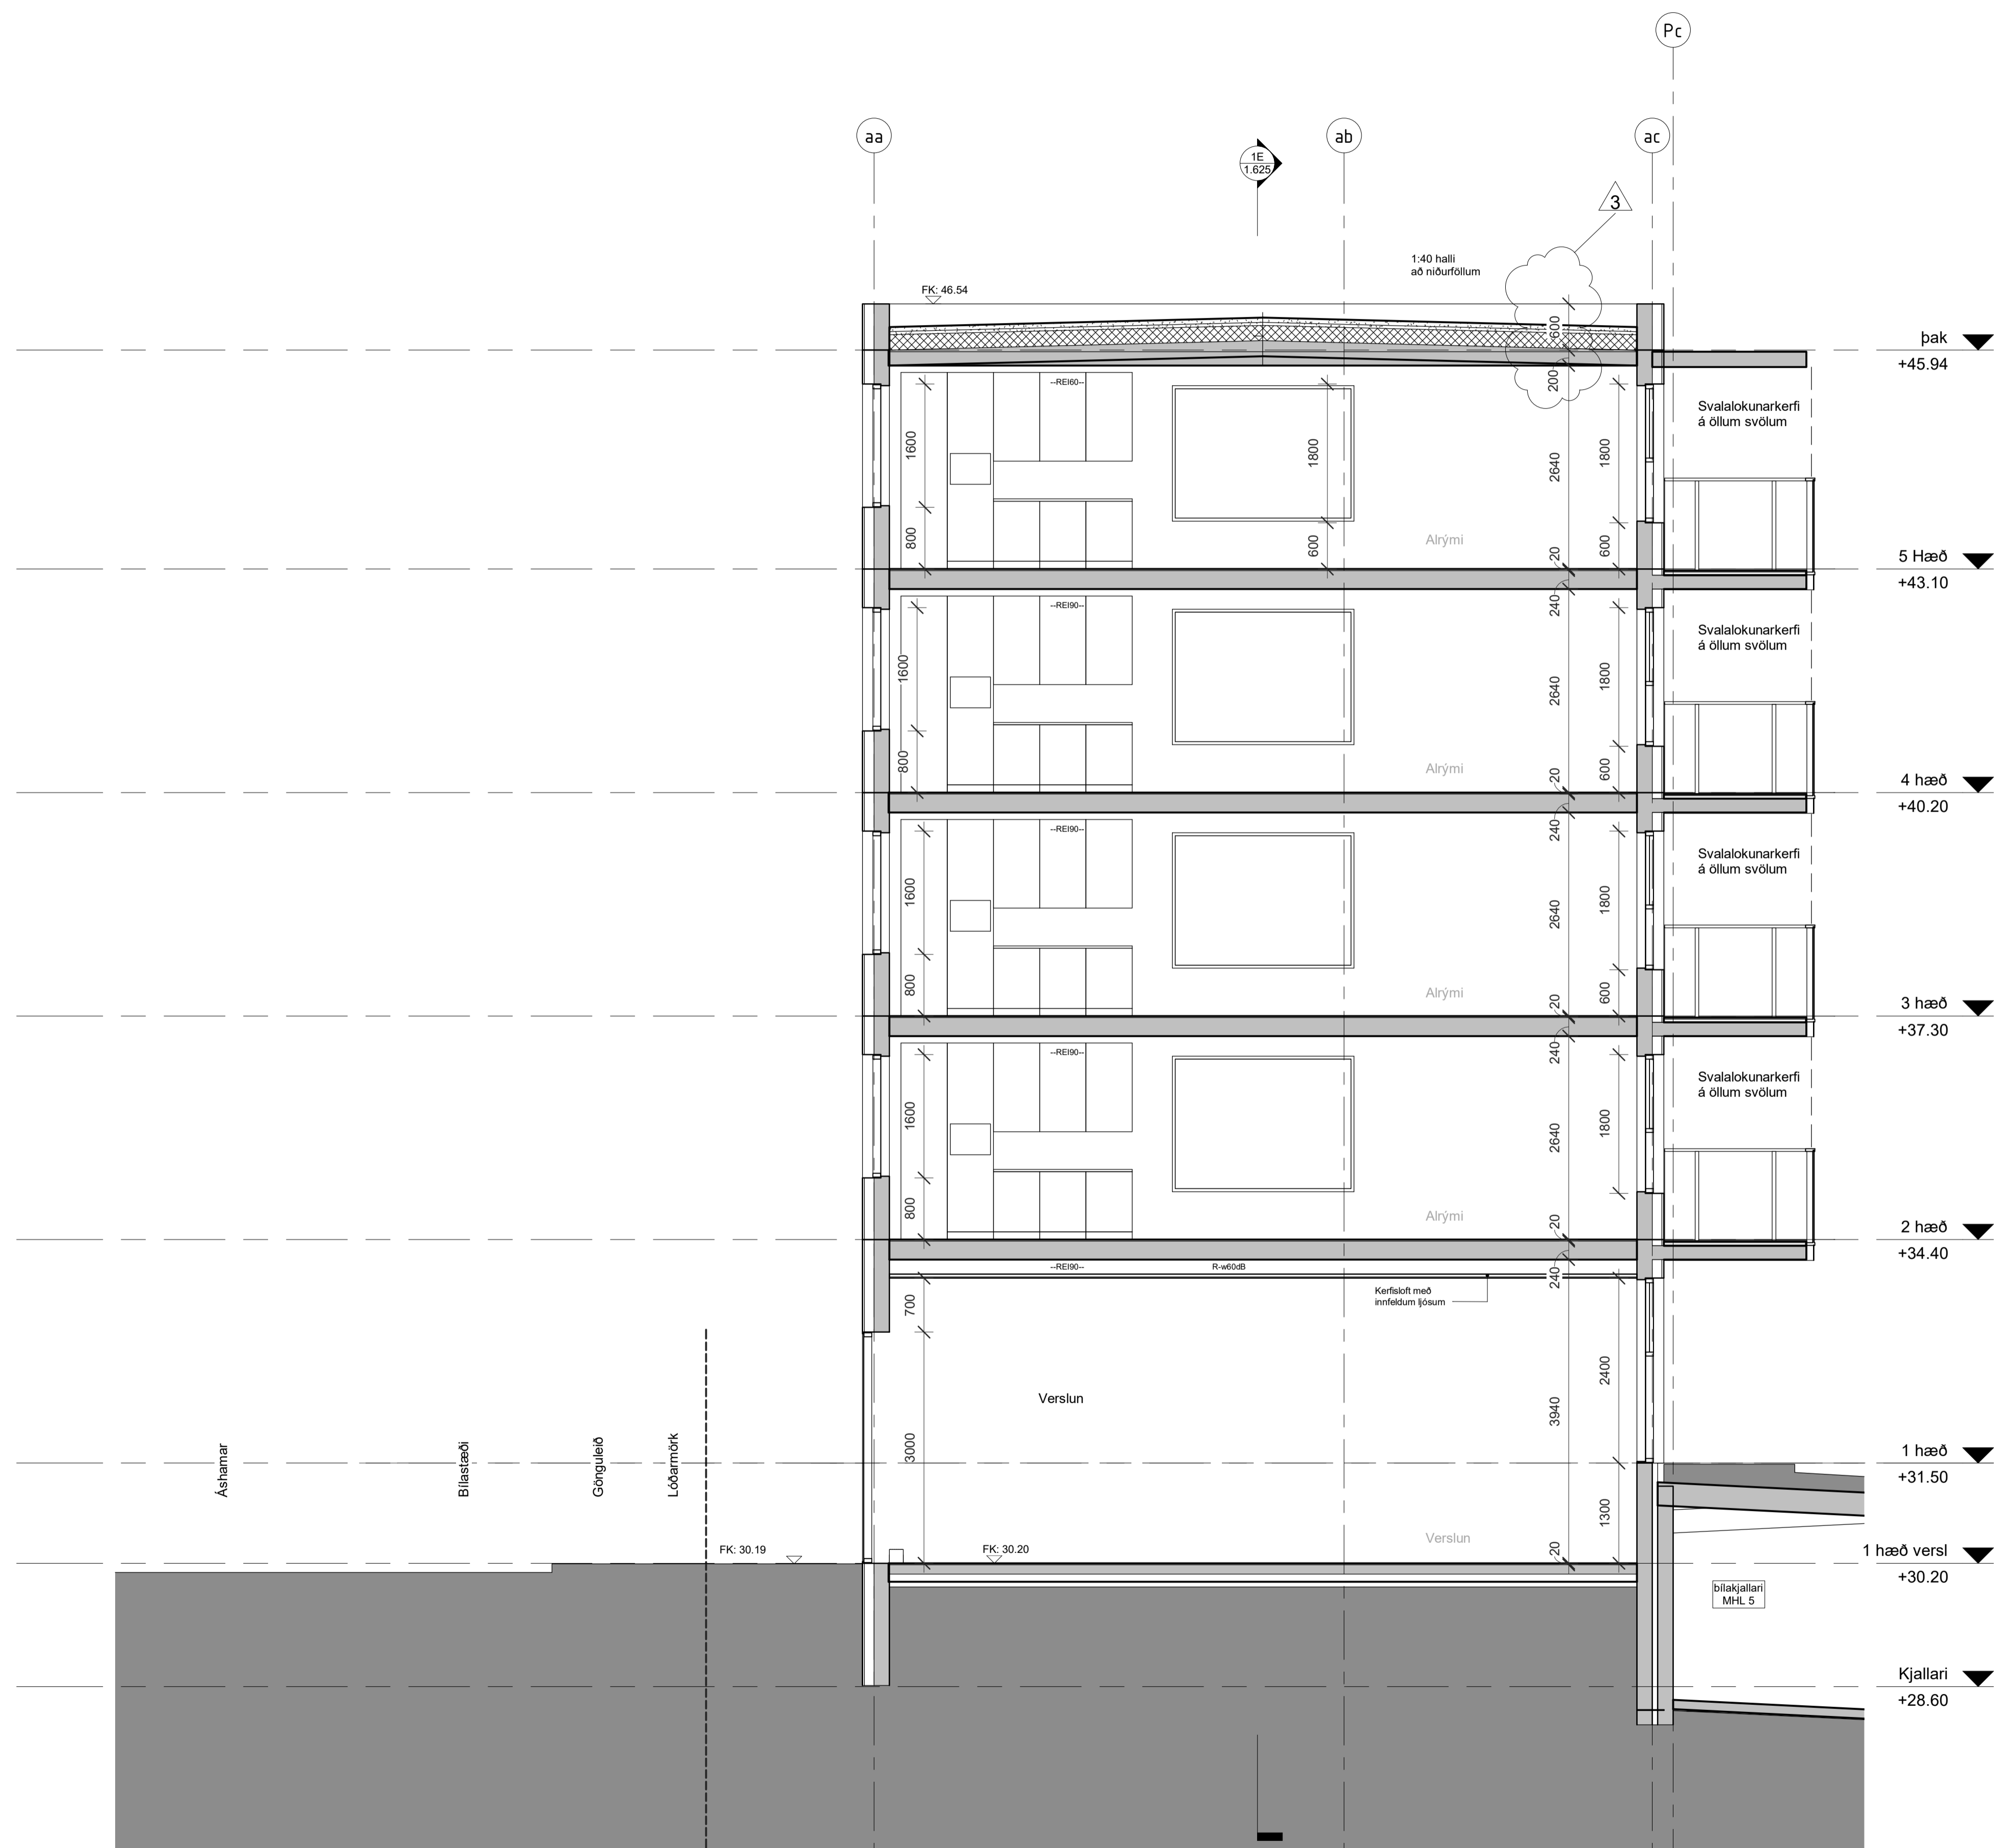 Pc
aa
ab
ac
1E
1.625
3
1:40 halli
að niðurföllum
FK: 46.54
600
þak
+45.94
200
--REI60--
1600
1800
2640
1800
Svalalokunarkerfi
á öllum svölum
800
600
Alrými
20
600
5 Hæð
+43.10
240
--REI90--
1600
2640
1800
Svalalokunarkerfi
á öllum svölum
800
Alrými
20
600
4 hæð
+40.20
240
--REI90--
1600
2640
1800
Svalalokunarkerfi
á öllum svölum
800
Alrými
20
600
3 hæð
+37.30
240
--REI90--
1600
2640
1800
Svalalokunarkerfi
á öllum svölum
800
Alrými
20
2 hæð
+34.40
--REI90--
R-w60dB
240
Kerfisloft með
innfeldum ljósum
700
Verslun
2400
3940
3000
Áshamar
Bílastæði
Gönguleið
Lóðarmörk
1 hæð
+31.50
1300
Verslun
20
FK: 30.19
FK: 30.20
1 hæð versl
+30.20
bílakjallari
MHL 5
Kjallari
+28.60